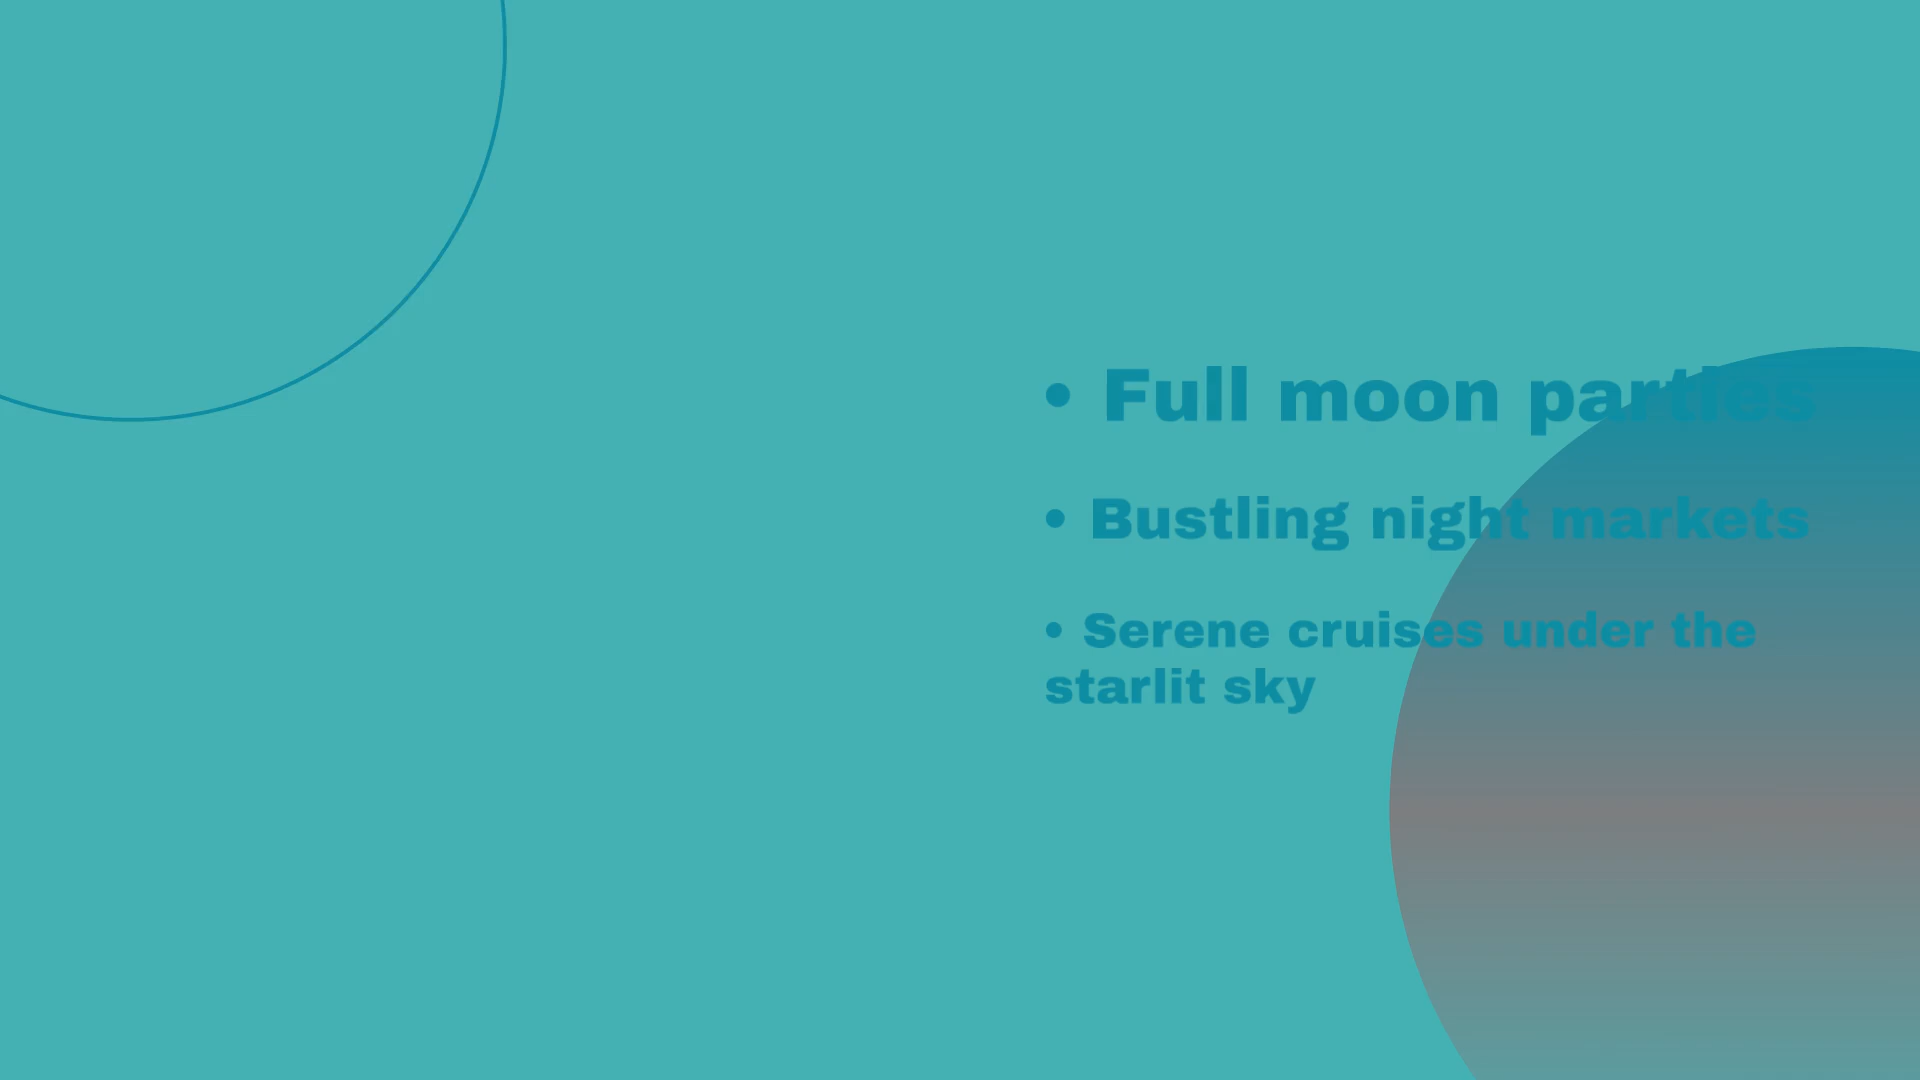 • Full moon parties
• Bustling night markets
• Serene cruises under the
starlit sky